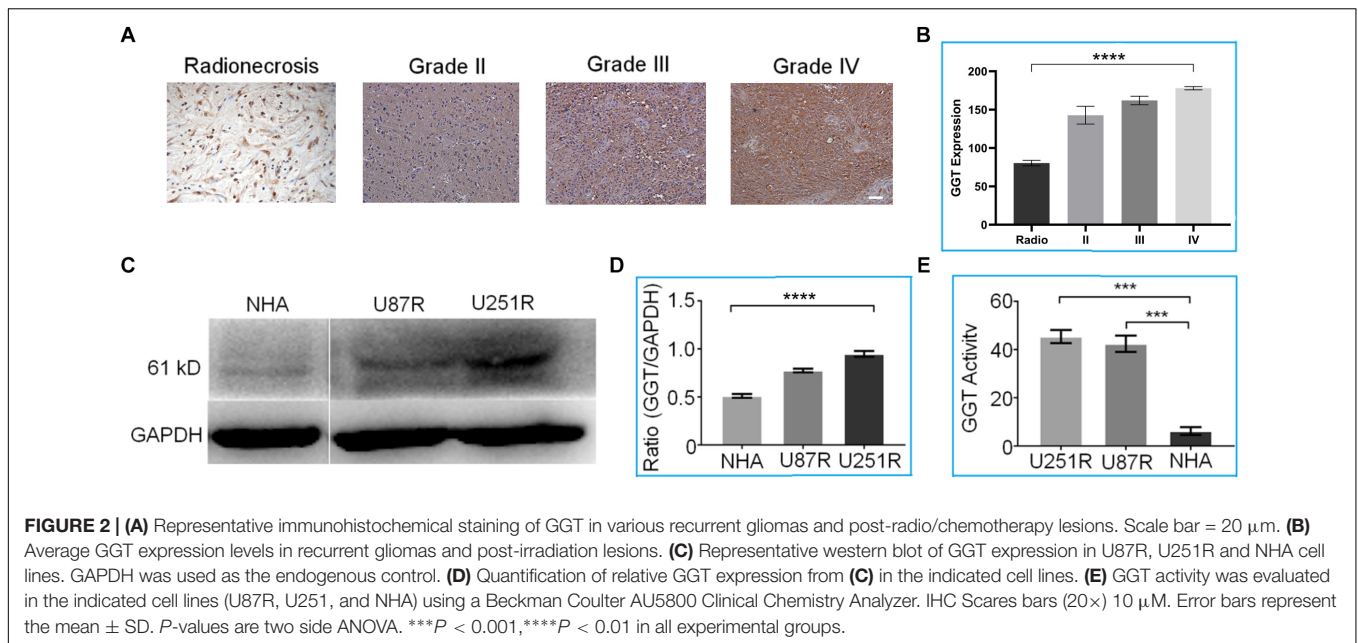 A
Radionecrosis Grade II Grade III Grade IV
B
****
GGT Expression
200
150
100
50
0
Radio II III IV
C
NHA U87R U251R
61 kD
GAPDH
D
****
Ratio (GGT/GAPDH)
1.5
1.0
0.5
0.0
NHA U87R U251R
E
***
***
GGT Activity
60
40
20
0
U251R U87R NHA
FIGURE 2 | (A) Representative immunohistochemical staining of GGT in various recurrent gliomas and post-radio/chemotherapy lesions. Scale bar = 20 μm. (B)
Average GGT expression levels in recurrent gliomas and post-irradiation lesions. (C) Representative western blot of GGT expression in U87R, U251R and NHA cell
lines. GAPDH was used as the endogenous control. (D) Quantification of relative GGT expression from (C) in the indicated cell lines. (E) GGT activity was evaluated
in the indicated cell lines (U87R, U251, and NHA) using a Beckman Coulter AU5800 Clinical Chemistry Analyzer. IHC Scares bars (20×) 10 μM. Error bars represent
the mean ± SD. P-values are two side ANOVA. ***P < 0.001,****P < 0.01 in all experimental groups.